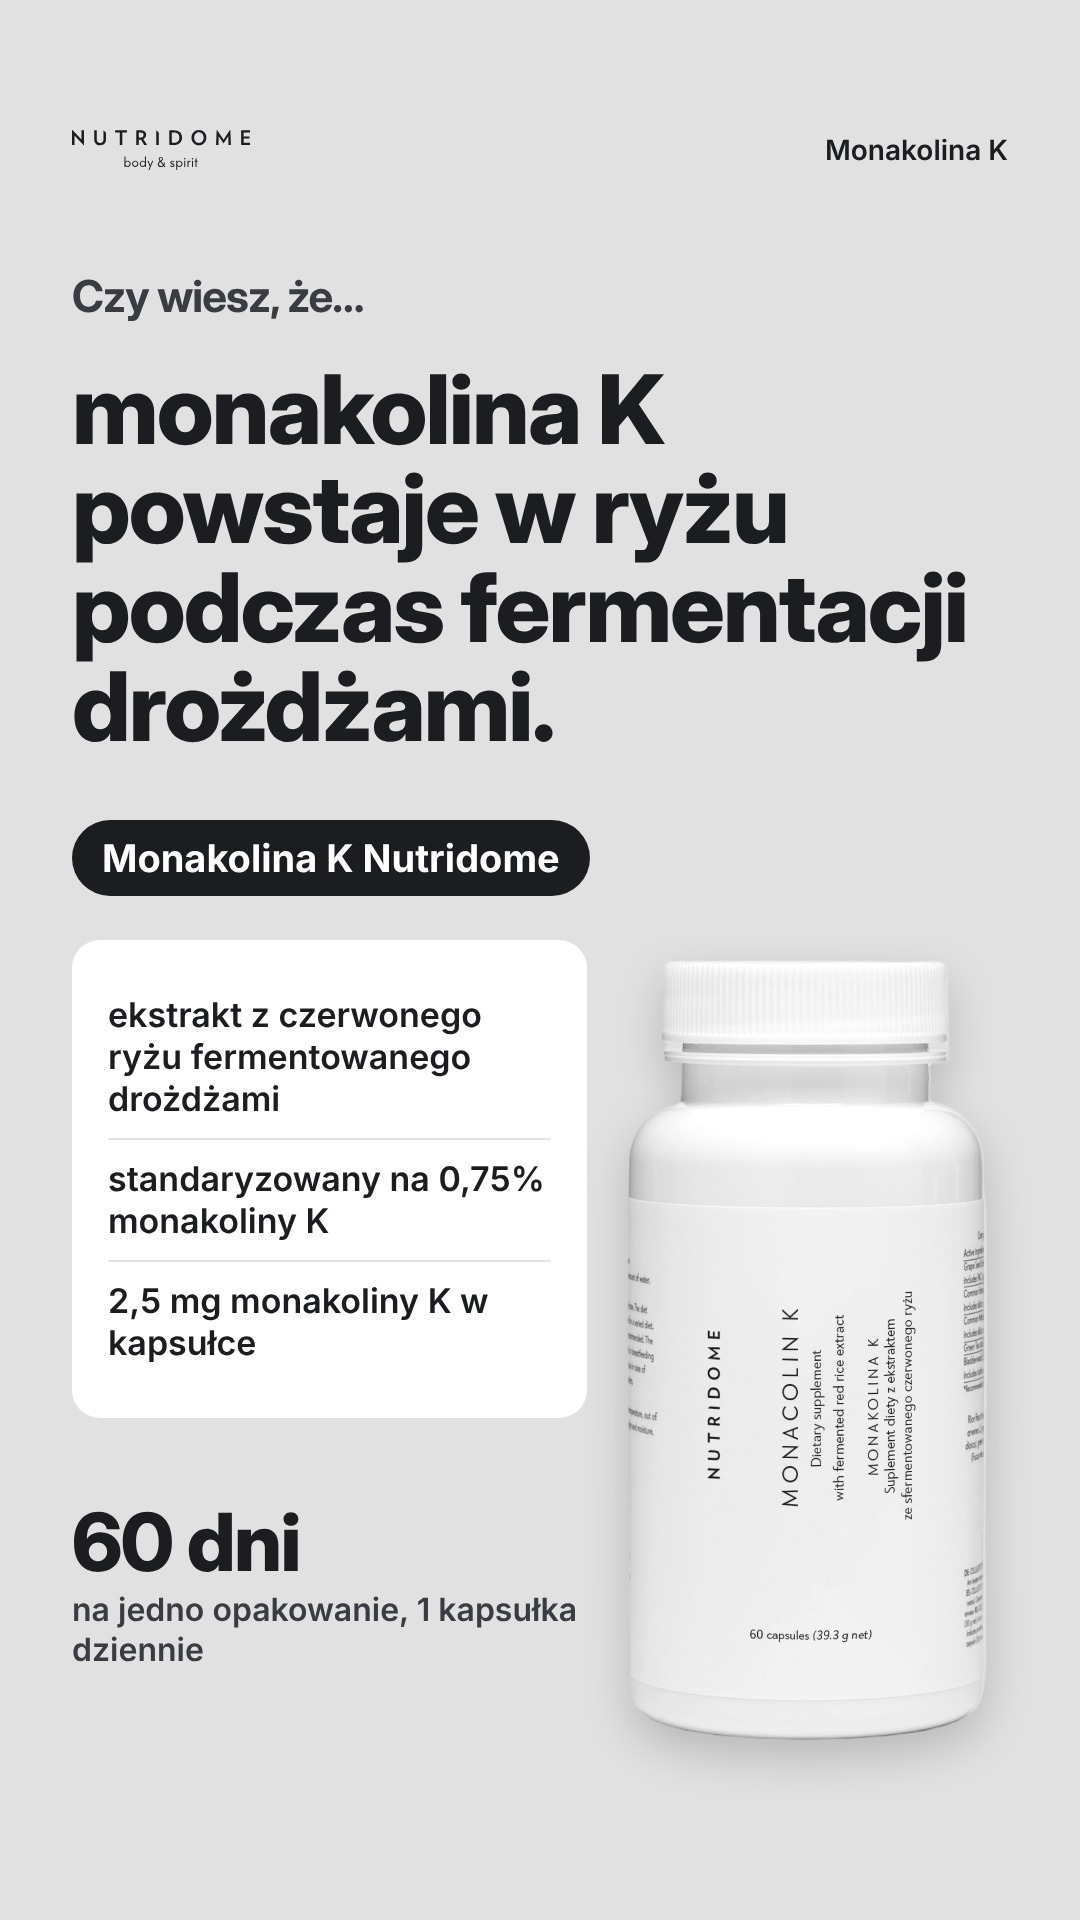 NUTRIDOME
body & spirit
Monakolina K
Czy wiesz, że...
monakolina K
powstaje w ryżu
podczas fermentacji
drożdżami.
Monakolina K Nutridome
ekstrakt z czerwonego
ryżu fermentowanego
drożdżami
standaryzowany na 0,75%
monakoliny K
2,5 mg monakoliny K w
kapsułce
60 dni
na jedno opakowanie, 1 kapsułka
dziennie
NUTRIDOME
MONACOLIN K
Dietary supplement
with fermented red rice extract
MONAKOLINA K
Suplement diety z ekstraktem
ze sfermentowanego czerwonego ryżu
60 capsules (39.3 g net)